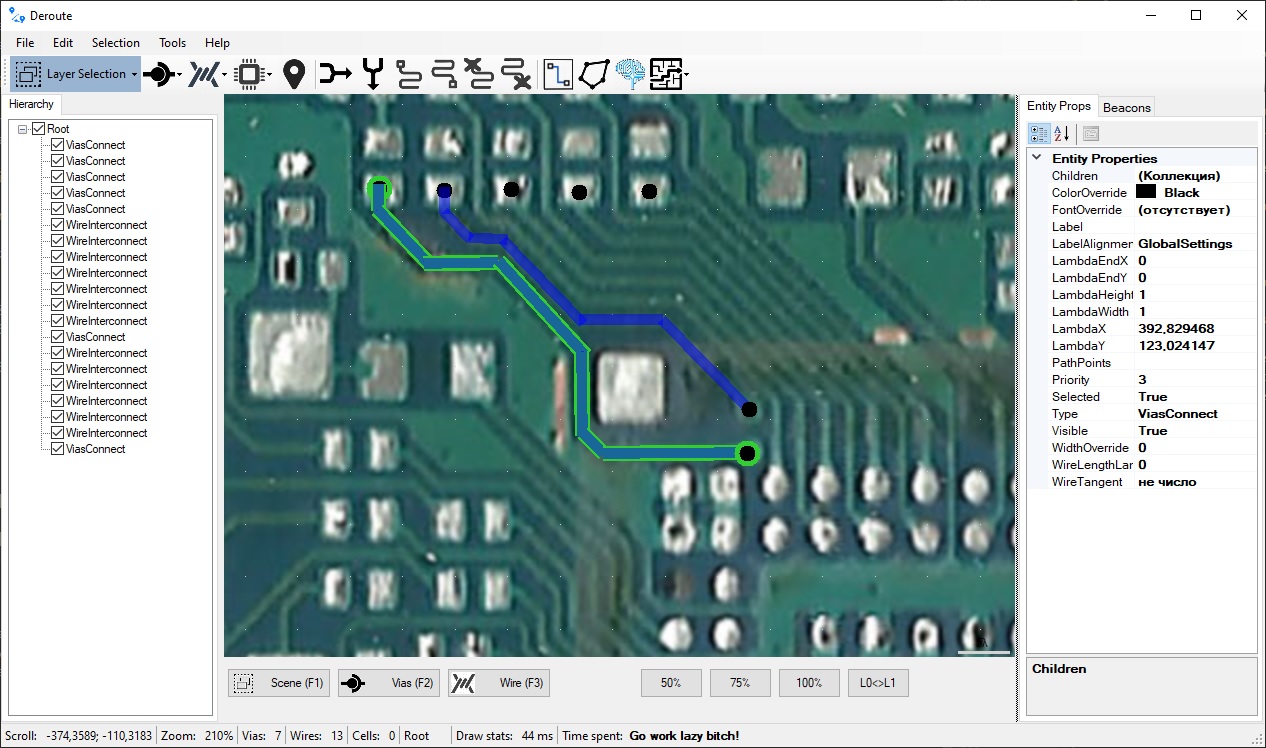 Deroute
File Edit Selection Tools Help
Layer Selection
Hierarchy
Root
ViasConnect
ViasConnect
ViasConnect
ViasConnect
ViasConnect
WireInterconnect
WireInterconnect
WireInterconnect
WireInterconnect
WireInterconnect
WireInterconnect
WireInterconnect
ViasConnect
WireInterconnect
WireInterconnect
WireInterconnect
WireInterconnect
WireInterconnect
WireInterconnect
ViasConnect
Scene (F1) Vias (F2) Wire (F3) 50% 75% 100% L0<>L1
Entity Props Beacons
Entity Properties
Children (Коллекция)
ColorOverride Black
FontOverride (отсутствует)
Label
LabelAlignmer GlobalSettings
LambdaEndX 0
LambdaEndY 0
LambdaHeight 1
LambdaWidth 1
LambdaX 392,829468
LambdaY 123,024147
PathPoints
Priority 3
Selected True
Type ViasConnect
Visible True
WidthOverride 0
WireLengthLar 0
WireTangent не число
Children
Scroll: -374,3589; -110,3183 Zoom: 210% Vias: 7 Wires: 13 Cells: 0 Root Draw stats: 44 ms Time spent: Go work lazy bitch!